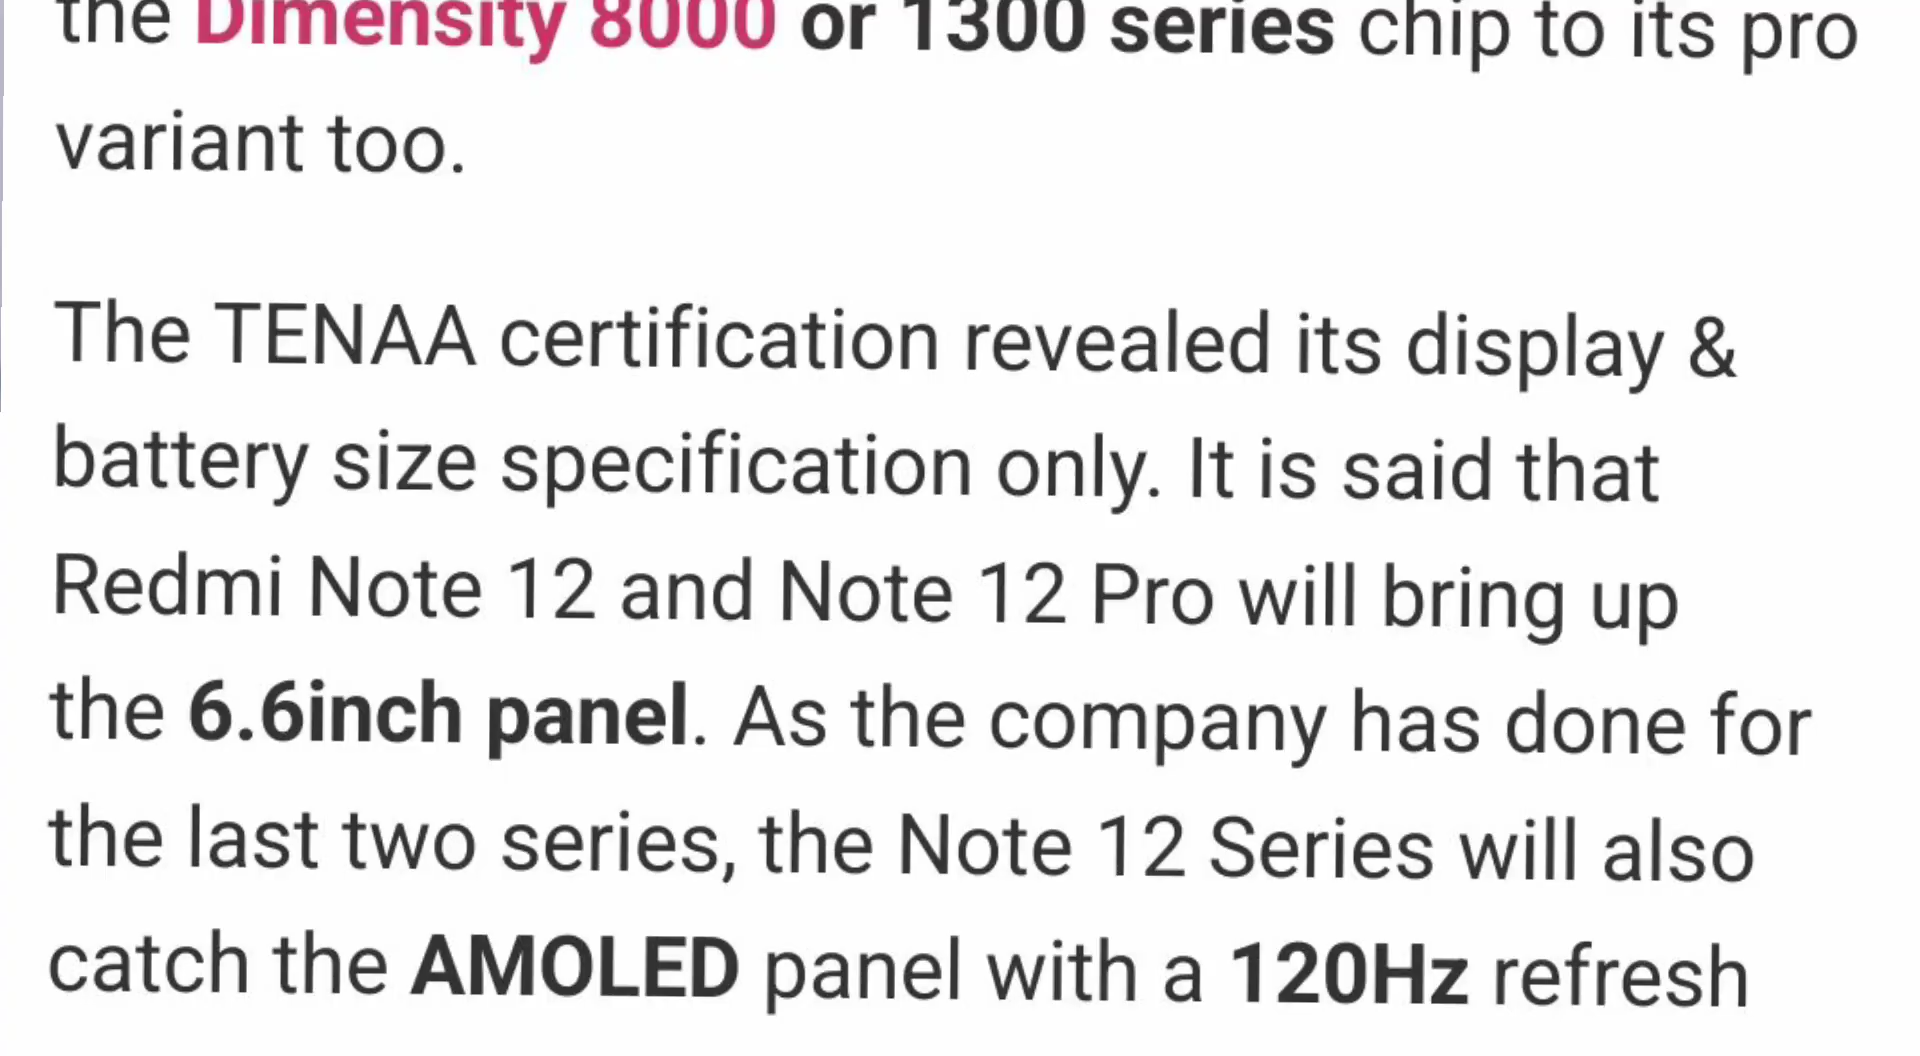 the Dimensity 8000 or 1300 series chip to its pro
variant too.
The TENAA certification revealed its display &
battery size specification only. It is said that
Redmi Note 12 and Note 12 Pro will bring up
the 6.6inch panel. As the company has done for
the last two series, the Note 12 Series will also
catch the AMOLED panel with a 120Hz refresh